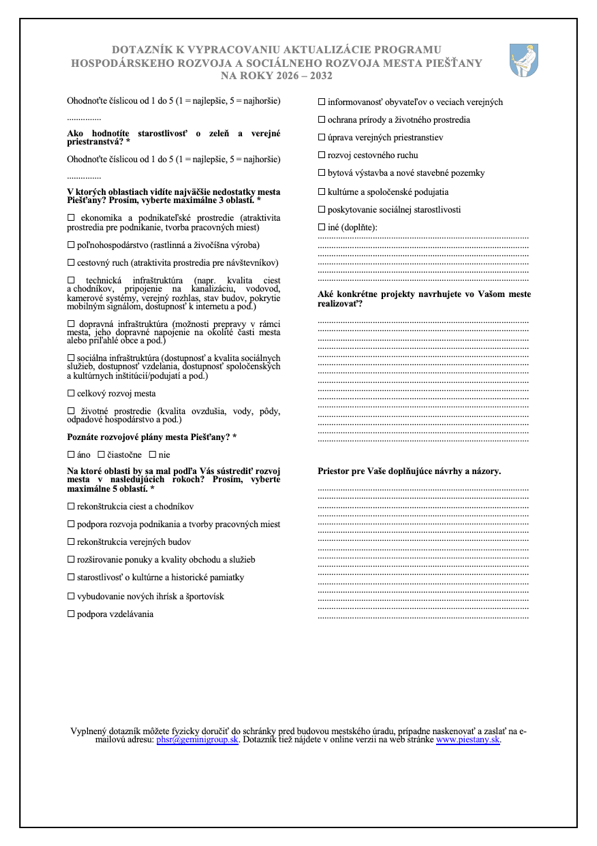 DOTAZNÍK K VYPRACOVANIU AKTUALIZÁCIE PROGRAMU
HOSPODÁRSKEHO ROZVOJA A SOCIÁLNEHO ROZVOJA MESTA PIEŠŤANY
NA ROKY 2026 – 2032
Ohodnoťte číslicou od 1 do 5 (1 = najlepšie, 5 = najhoršie)
...............
Ako hodnotíte starostlivosť o zeleň a verejné
priestranstvá? *
Ohodnoťte číslicou od 1 do 5 (1 = najlepšie, 5 = najhoršie)
...............
V ktorých oblastiach vidíte najväčšie nedostatky mesta
Piešťany? Prosím, vyberte maximálne 3 oblasti. *
☐ ekonomika a podnikateľské prostredie (atraktivita
prostredia pre podnikanie, tvorba pracovných miest)
☐ poľnohospodárstvo (rastlinná a živočíšna výroba)
☐ cestovný ruch (atraktivita prostredia pre návštevníkov)
☐ technická infraštruktúra (napr. kvalita ciest
a chodníkov, pripojenie na kanalizáciu, vodovod,
kamerové systémy, verejný rozhlas, stav budov, pokrytie
mobilným signálom, dostupnosť k internetu a pod.)
☐ dopravná infraštruktúra (možnosti prepravy v rámci
mesta, jeho dopravné napojenie na okolité časti mesta
alebo priľahlé obce a pod.)
☐ sociálna infraštruktúra (dostupnosť a kvalita sociálnych
služieb, dostupnosť vzdelania, dostupnosť spoločenských
a kultúrnych inštitúcií/podujatí a pod.)
☐ celkový rozvoj mesta
☐ životné prostredie (kvalita ovzdušia, vody, pôdy,
odpadové hospodárstvo a pod.)
Poznáte rozvojové plány mesta Piešťany? *
☐ áno ☐ čiastočne ☐ nie
Na ktoré oblasti by sa mal podľa Vás sústrediť rozvoj
mesta v nasledujúcich rokoch? Prosím, vyberte
maximálne 5 oblastí. *
☐ rekonštrukcia ciest a chodníkov
☐ podpora rozvoja podnikania a tvorby pracovných miest
☐ rekonštrukcia verejných budov
☐ rozširovanie ponuky a kvality obchodu a služieb
☐ starostlivosť o kultúrne a historické pamiatky
☐ vybudovanie nových ihrísk a športovísk
☐ podpora vzdelávania
☐ informovanosť obyvateľov o veciach verejných
☐ ochrana prírody a životného prostredia
☐ úprava verejných priestranstiev
☐ rozvoj cestovného ruchu
☐ bytová výstavba a nové stavebné pozemky
☐ kultúrne a spoločenské podujatia
☐ poskytovanie sociálnej starostlivosti
☐ iné (doplňte):
Aké konkrétne projekty navrhujete vo Vašom meste
realizovať?
Priestor pre Vaše doplňujúce návrhy a názory.
Vyplnený dotazník môžete fyzicky doručiť do schránky pred budovou mestského úradu, prípadne naskenovať a zaslať na e-
mailovú adresu: phsr@geminigroup.sk. Dotazník tiež nájdete v online verzii na web stránke www.piestany.sk.